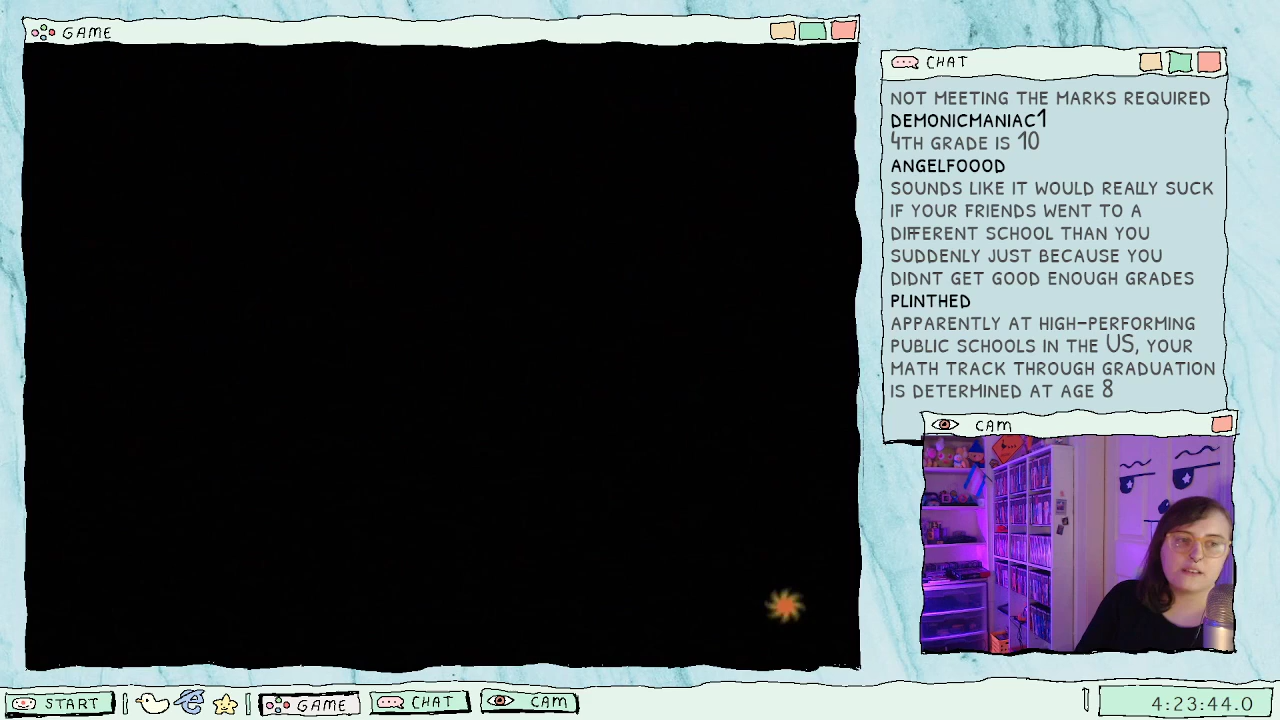 GAME
CHAT
NOT MEETING THE MARKS REQUIRED
DEMONICMANIAC1
4TH GRADE IS 10
ANGELFOOOD
SOUNDS LIKE IT WOULD REALLY SUCK
IF YOUR FRIENDS WENT TO A
DIFFERENT SCHOOL THAN YOU
SUDDENLY JUST BECAUSE YOU
DIDNT GET GOOD ENOUGH GRADES
PLINTHED
APPARENTLY AT HIGH-PERFORMING
PUBLIC SCHOOLS IN THE US, YOUR
MATH TRACK THROUGH GRADUATION
IS DETERMINED AT AGE 8
CAM
START
GAME
CHAT
CAM
4:23:44.0